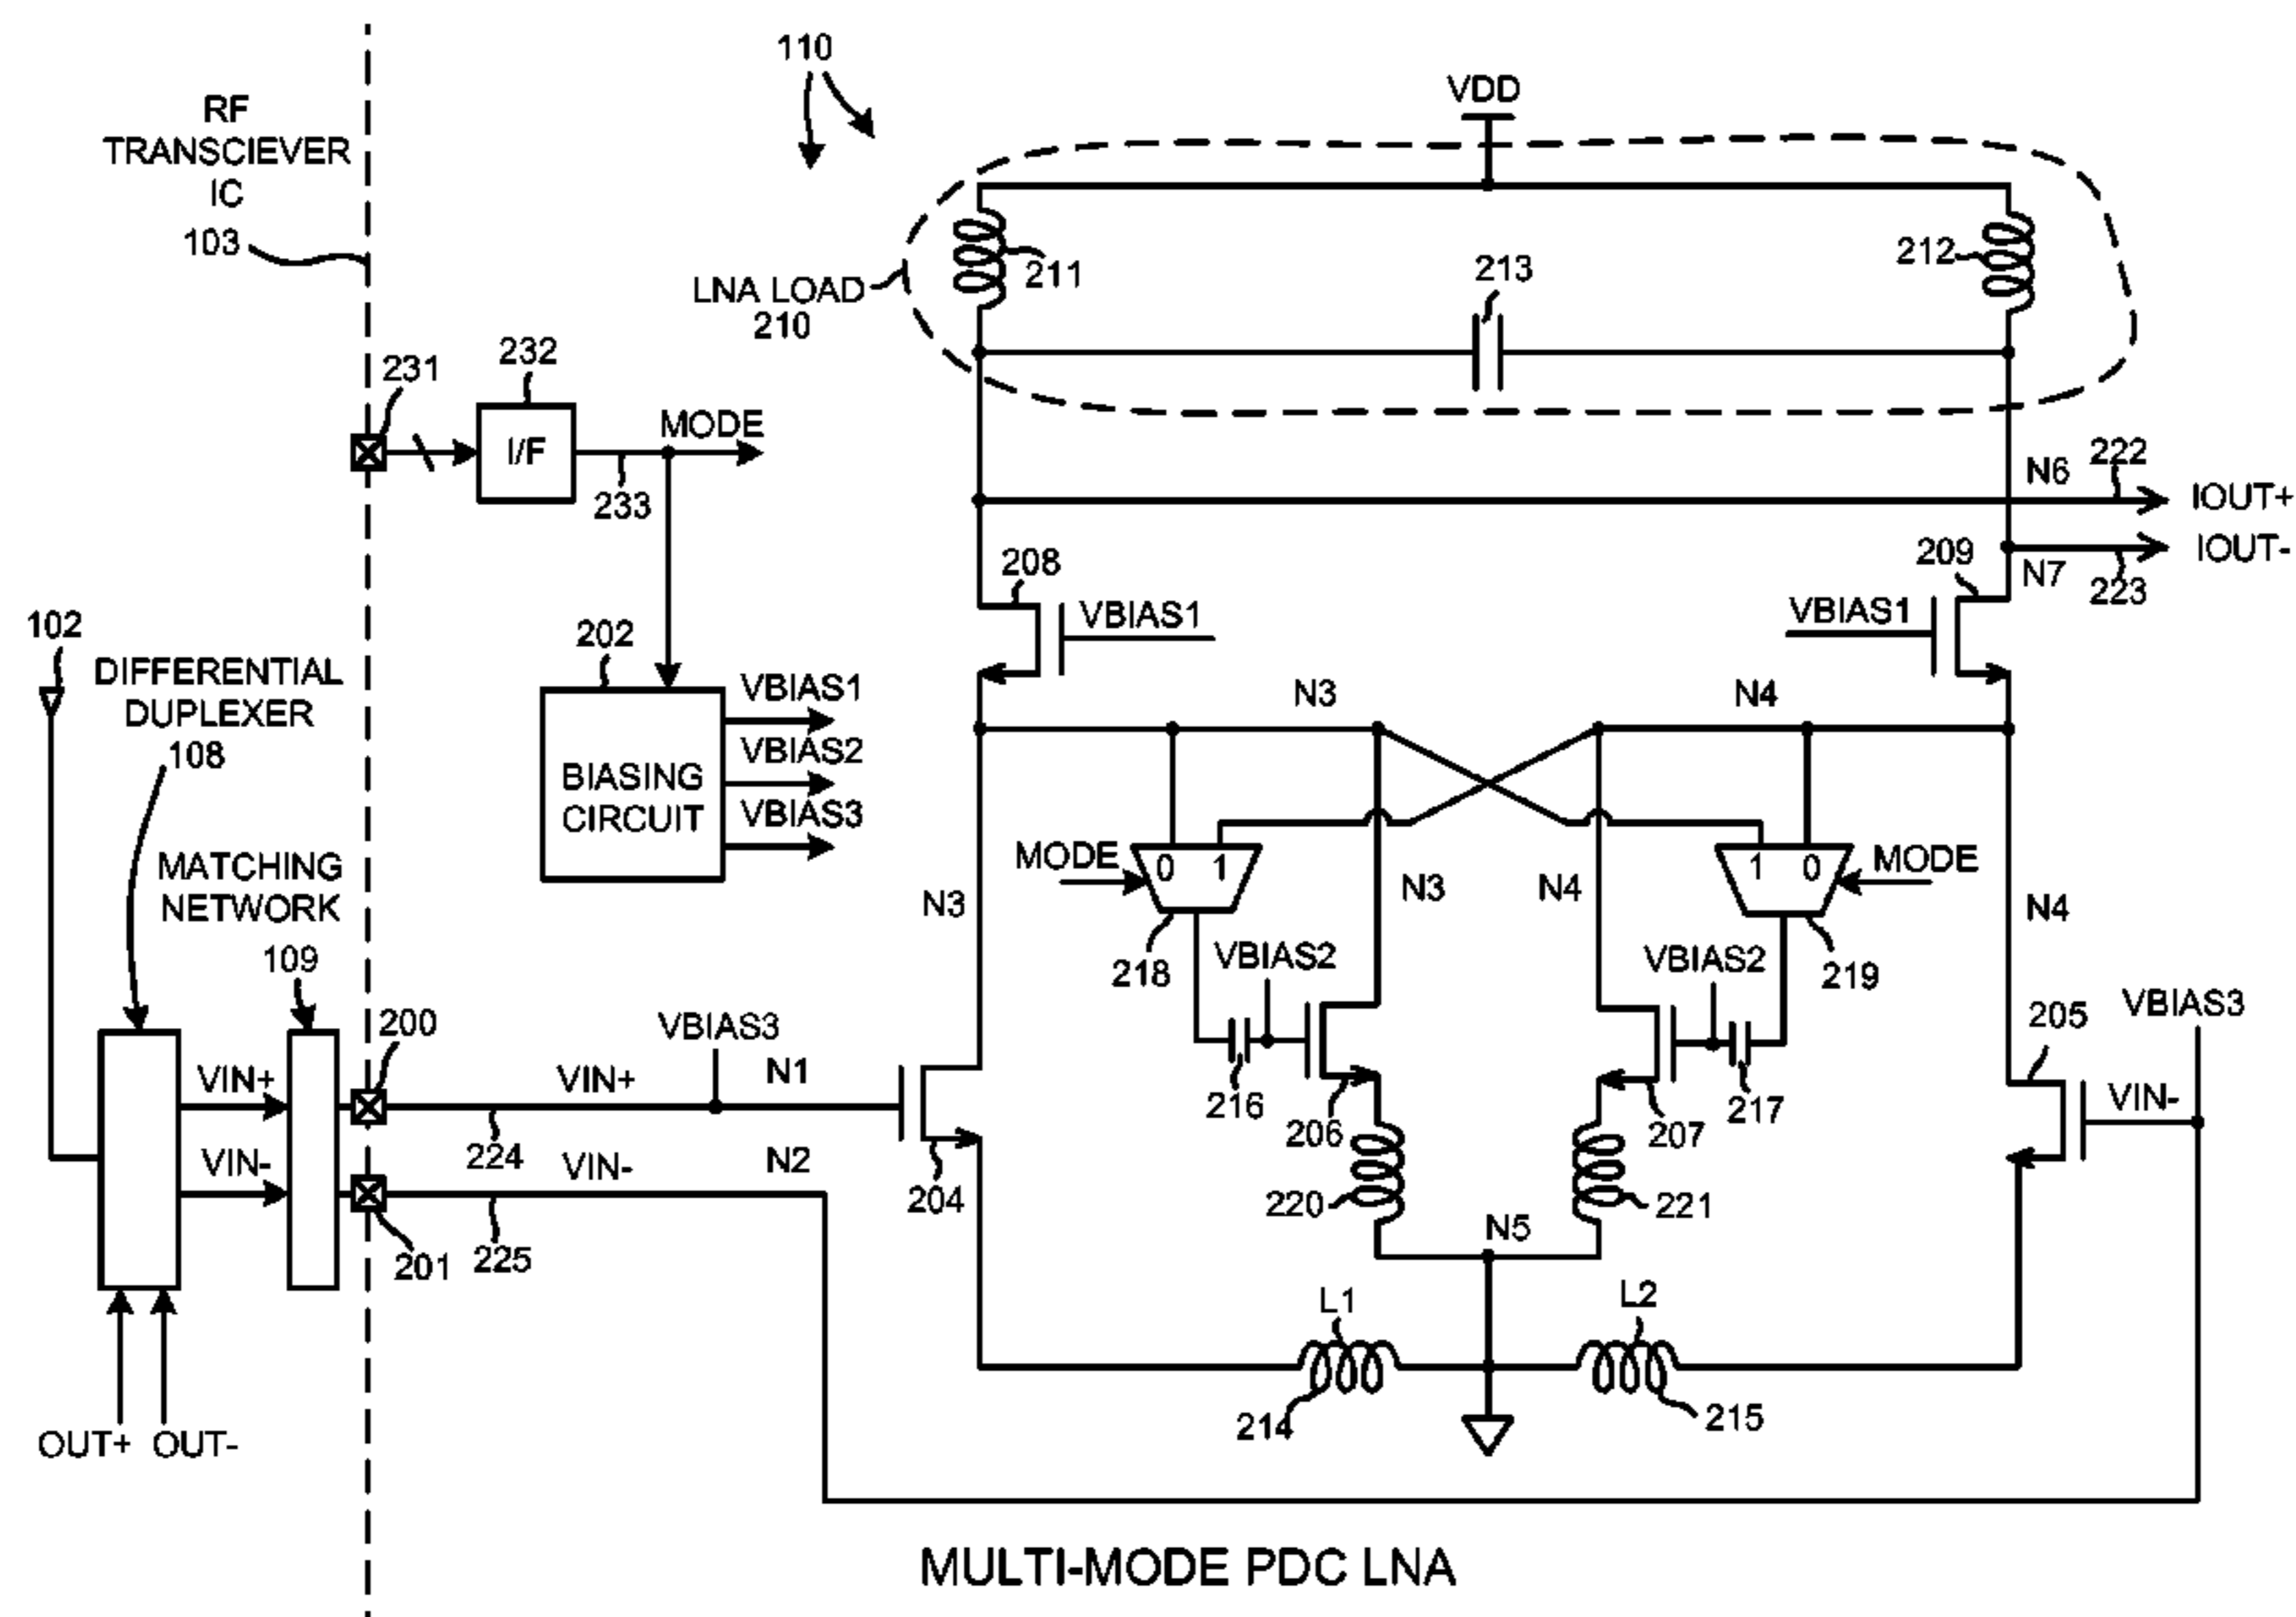 110
VDD
RF
TRANSCIEVER
IC
103
211
212
213
LNA LOAD
210
231
232
I/F
MODE
233
N6
222
IOUT+
IOUT-
N7
223
208
VBIAS1
209
VBIAS1
102
DIFFERENTIAL
DUPLEXER
108
202
BIASING
CIRCUIT
VBIAS1
VBIAS2
VBIAS3
N3
N4
MATCHING
NETWORK
109
MODE
0
1
1
0
MODE
N3
N3
N4
N4
218
VBIAS2
VBIAS2
219
VBIAS3
205
200
VIN+
VIN+
VBIAS3
N1
216
206
207
217
VIN-
224
VIN-
VIN-
N2
204
220
221
201
225
N5
L1
L2
214
215
OUT+
OUT-
MULTI-MODE PDC LNA